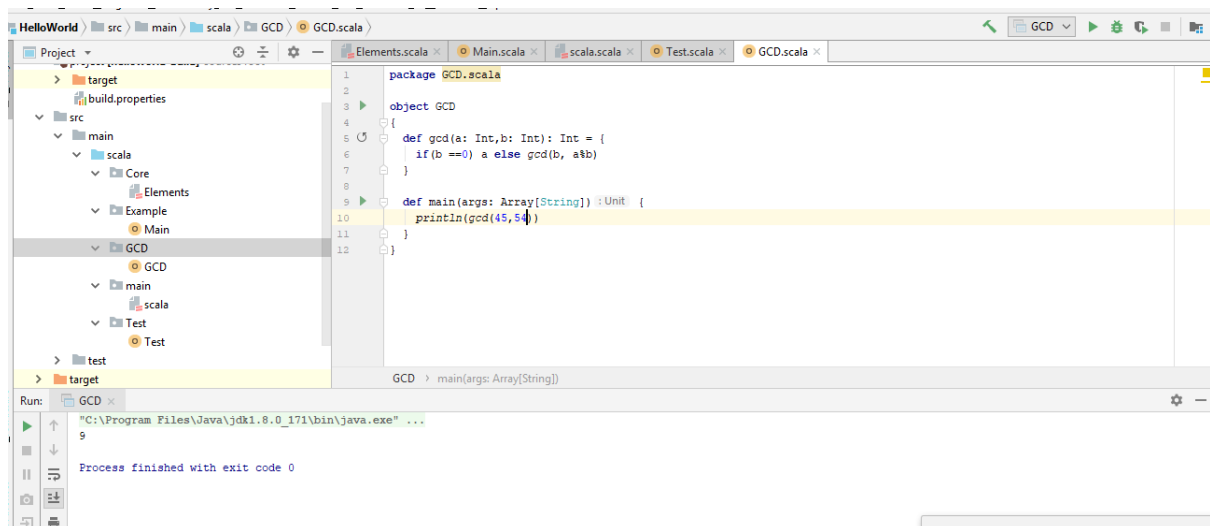 HelloWorld src main scala GCD GCD.scala
GCD
Project
Elements.scala Main.scala scala.scala Test.scala GCD.scala
target
build.properties
src
main
scala
Core
Elements
Example
Main
GCD
GCD
main
scala
Test
Test
test
target
1 package GCD.scala
2
3 object GCD
4 {
5 def gcd(a: Int,b: Int): Int = {
6 if(b ==0) a else gcd(b, a%b)
7 }
8
9 def main(args: Array[String]) : Unit {
10 println(gcd(45,54))
11 }
12 }
GCD > main(args: Array[String])
Run: GCD
"C:\Program Files\Java\jdk1.8.0_171\bin\java.exe" ...
9
Process finished with exit code 0